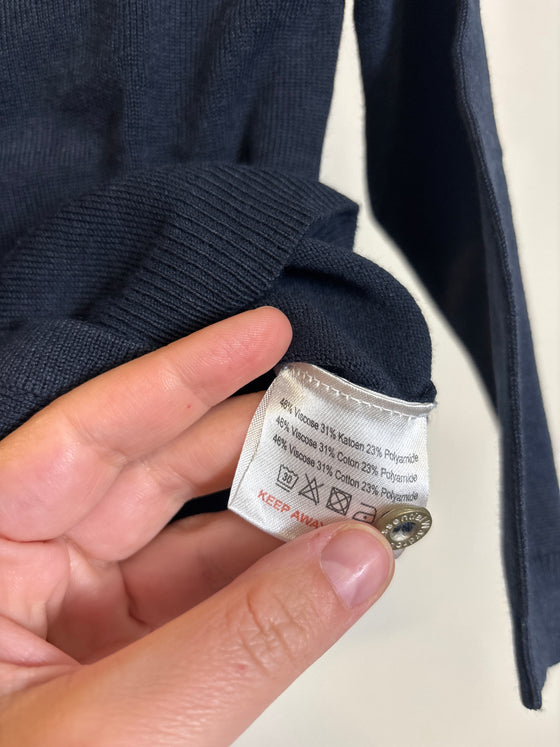 46% Viscose 31% Katoen 23% Polyamide
46% Viscose 31% Cotton 23% Polyamide
46% Viscose 31% Cotton 23% Polyamide
30
KEEP AWAY